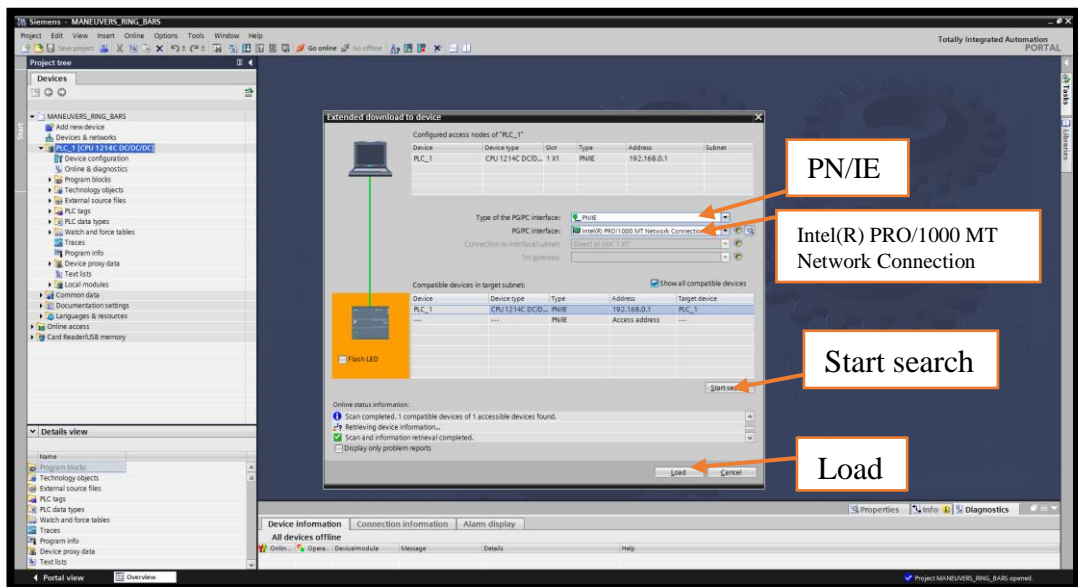 Siemens - MANEUVERS_RING_BARS
Project Edit View Insert Online Options Tools Window Help
Save project Go online Go offline
Totally Integrated Automation
PORTAL
Project tree
Devices
MANEUVERS_RING_BARS
Add new device
Devices & networks
PLC_1 [CPU 1214C DC/DC/DC]
Device configuration
Online & diagnostics
Program blocks
Technology objects
External source files
PLC tags
PLC data types
Watch and force tables
Traces
Program info
Device proxy data
Text lists
Local modules
Common data
Documentation settings
Languages & resources
Online access
Card Reader/USB memory
Details view
Name
Program blocks
Technology objects
External source files
PLC tags
PLC data types
Watch and force tables
Traces
Program info
Device proxy data
Text lists
Start
Extended download to device
Configured access nodes of "PLC_1"
Device Device type Slot Type Address Subnet
PLC_1 CPU 1214C DC/D... 1 X1 PN/IE 192.168.0.1
Type of the PG/PC interface: PN/IE
PG/PC interface: Intel(R) PRO/1000 MT Network Connection
Connection to interface/subnet: Direct at slot '1 X1'
1st gateway:
Compatible devices in target subnet: Show all compatible devices
Device Device type Type Address Target device
PLC_1 CPU 1214C DC/D... PN/IE 192.168.0.1 PLC_1
--- --- PN/IE Access address ---
Flash LED
Start
Online status information:
Scan completed. 1 compatible devices of 1 accessible devices found.
Retrieving device information...
Scan and information retrieval completed.
Display only problem reports
Load Cancel
PN/IE
Intel(R) PRO/1000 MT
Network Connection
Start search
Load
Tasks
Libraries
Properties Info Diagnostics
Device information Connection information Alarm display
All devices offline
Onlin... Opera... Device/module Message Details Help
Portal view Overview
Project MANEUVERS_RING_BARS opened.